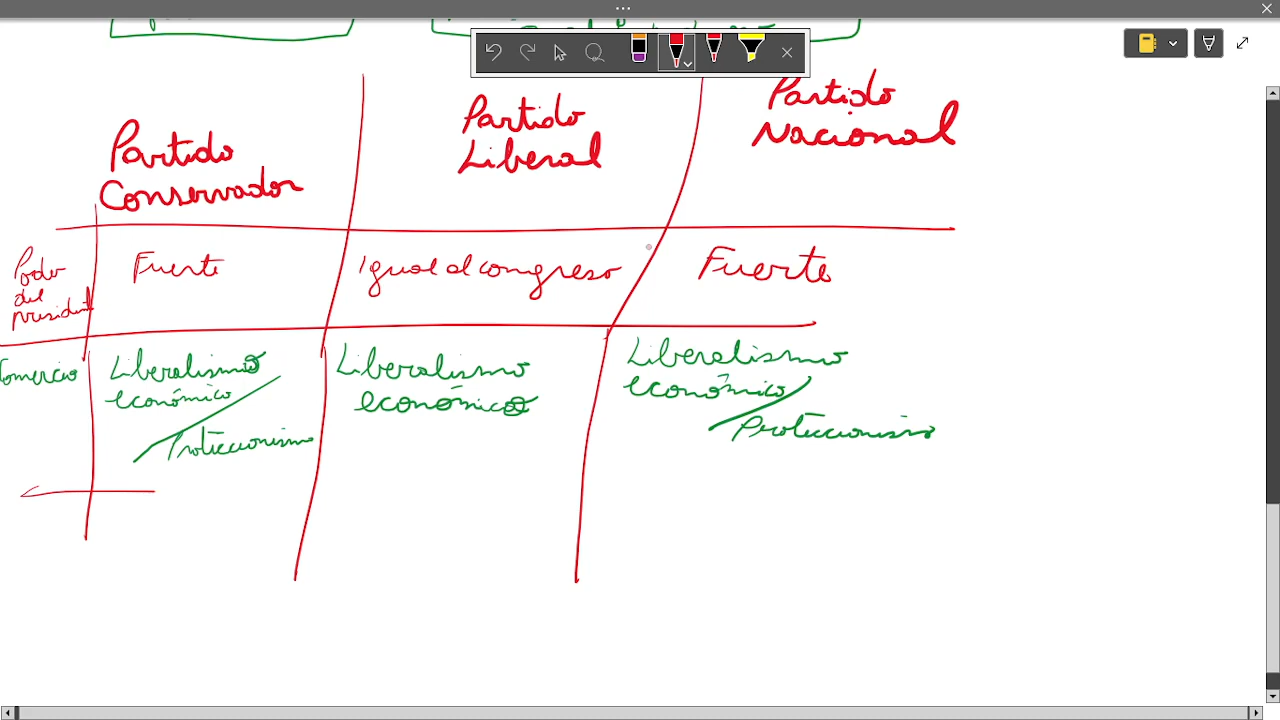 Partido
Conservador
Partido
Liberal
Partido
Nacional
Poder
del
president
Fuerte
Igual al congreso
Fuerte
Comercio
Liberalismo
económico
Proteccionismo
Liberalismo
económico
Liberalismo
económico
Proteccionismo